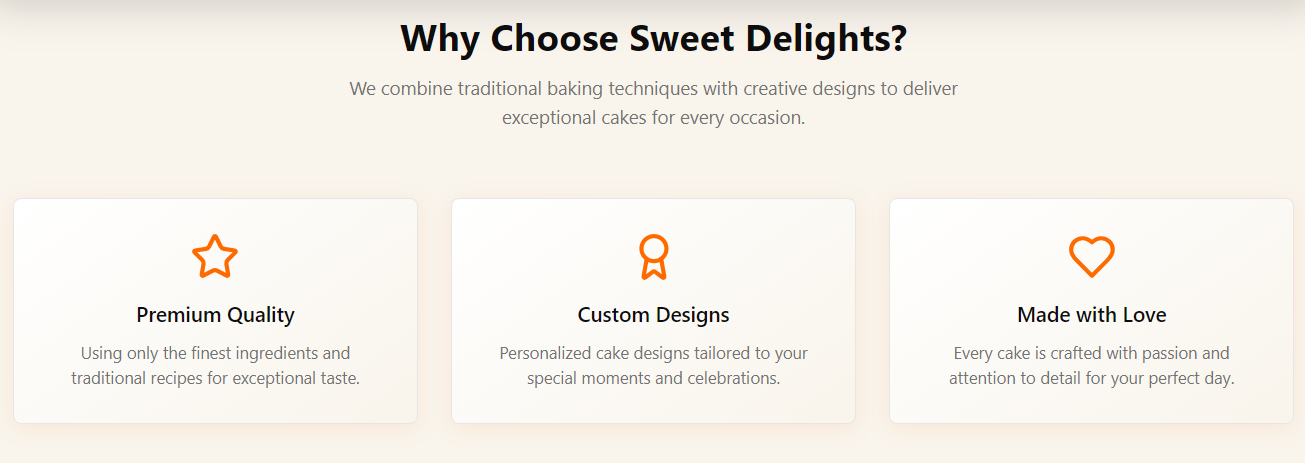 Why Choose Sweet Delights?
We combine traditional baking techniques with creative designs to deliver
exceptional cakes for every occasion.
Premium Quality
Using only the finest ingredients and
traditional recipes for exceptional taste.
Custom Designs
Personalized cake designs tailored to your
special moments and celebrations.
Made with Love
Every cake is crafted with passion and
attention to detail for your perfect day.